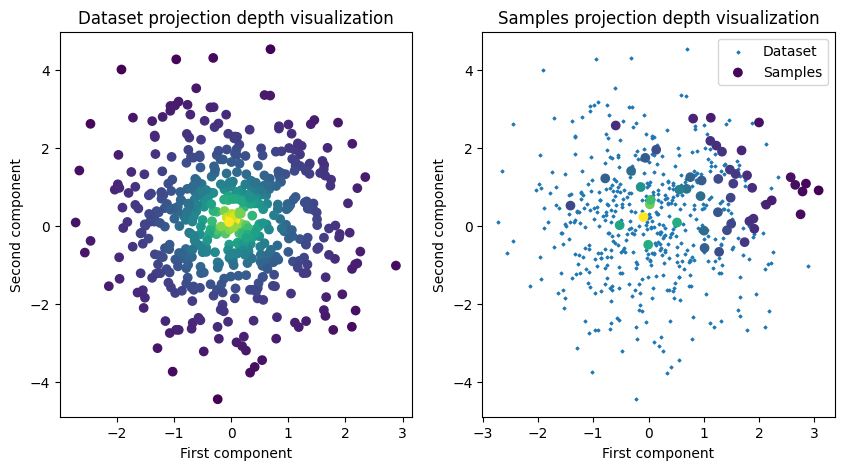 Dataset projection depth visualization
Second component
4
2
0
−2
−4
−2
−1
0
1
2
3
First component
Samples projection depth visualization
Dataset
Samples
Second component
4
2
0
−2
−4
−3
−2
−1
0
1
2
3
First component